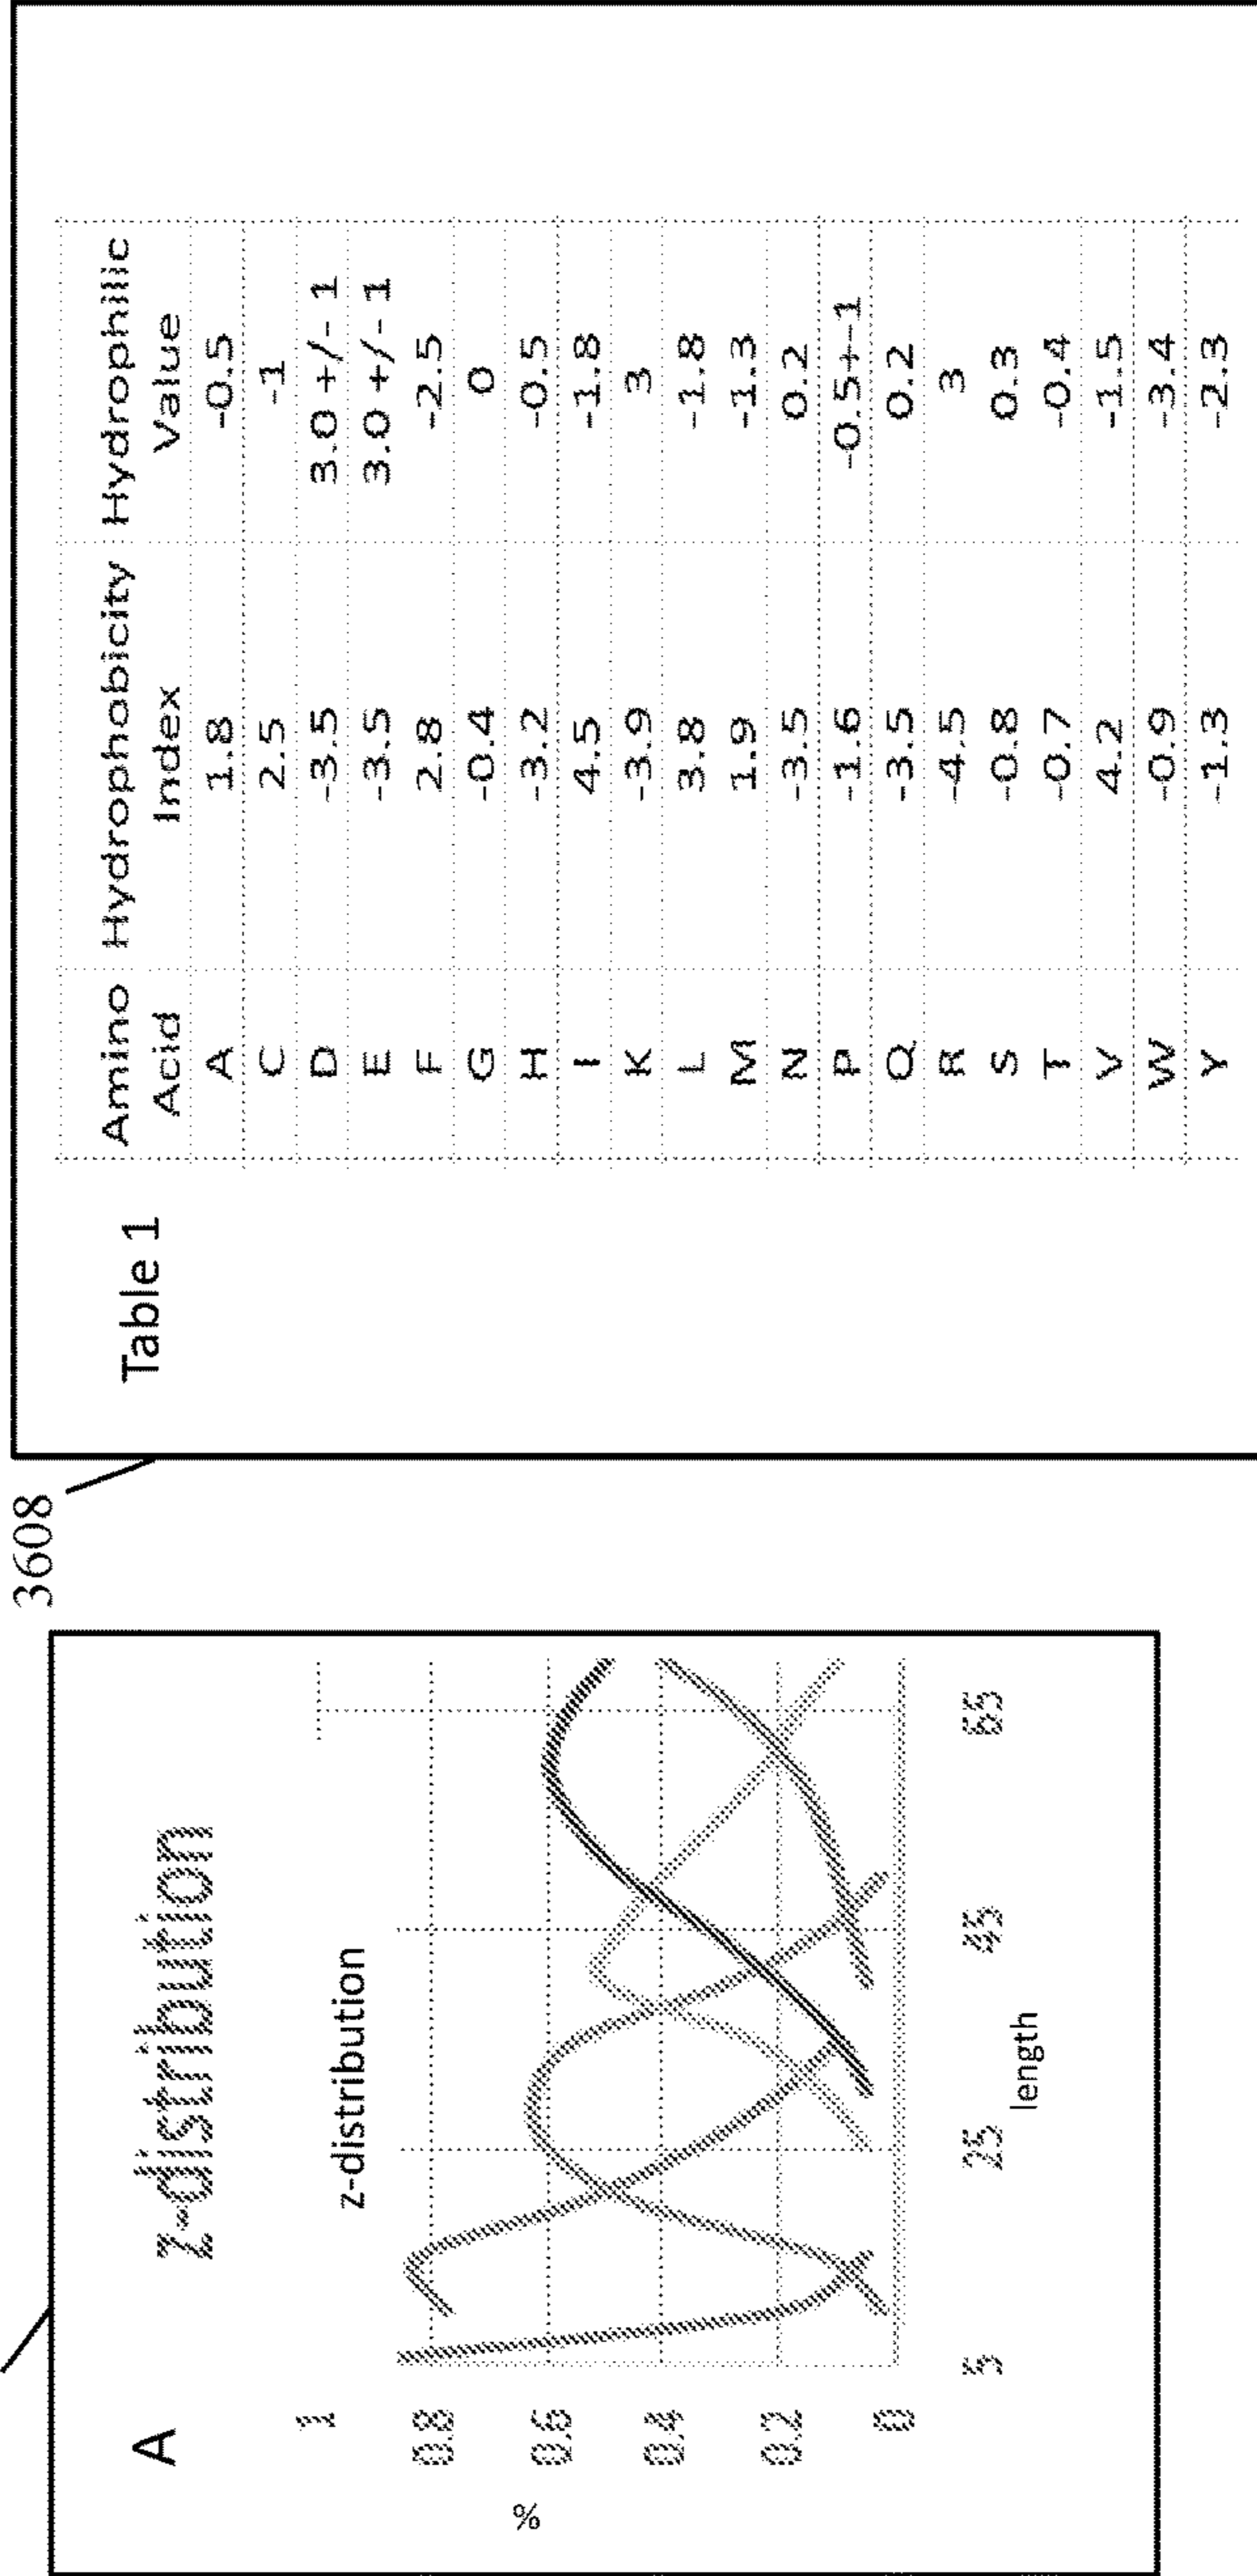 A
z-distribution
z-distribution
%
1
0.8
0.6
0.4
0.2
0
5 25 45 65
length
3608
Table 1
Amino Hydrophobicity Hydrophilic
Acid Index Value
A 1.8 -0.5
C 2.5 -1
D -3.5 3.0 +/- 1
E -3.5 3.0 +/- 1
F 2.8 -2.5
G -0.4 0
H -3.2 -0.5
I 4.5 -1.8
K -3.9 3
L 3.8 -1.8
M 1.9 -1.3
N -3.5 0.2
P -1.6 -0.5+-1
Q -3.5 0.2
R -4.5 3
S -0.8 0.3
T -0.7 -0.4
V 4.2 -1.5
W -0.9 -3.4
Y -1.3 -2.3